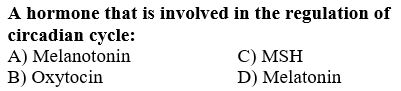 A hormone that is involved in the regulation of
circadian cycle:
A) Melanotonin C) MSH
B) Oxytocin D) Melatonin